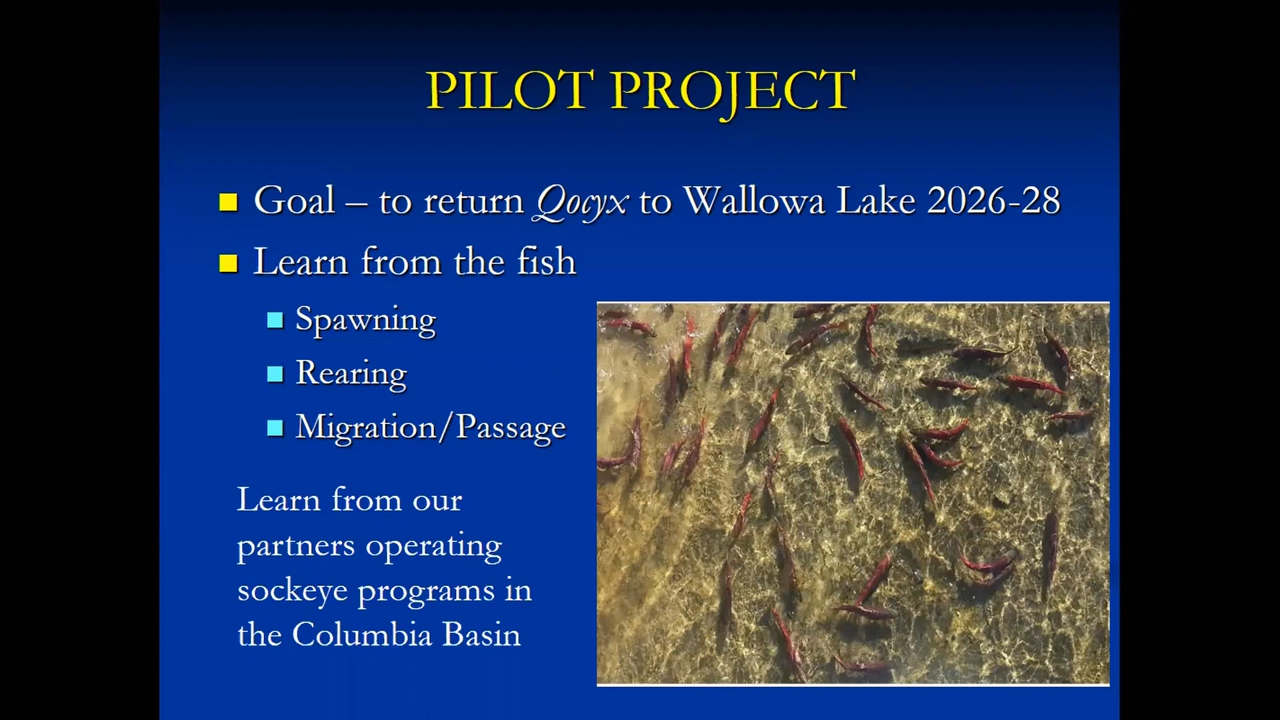 PILOT PROJECT
Goal – to return Qocyx to Wallowa Lake 2026-28
Learn from the fish
Spawning
Rearing
Migration/Passage
Learn from our
partners operating
sockeye programs in
the Columbia Basin